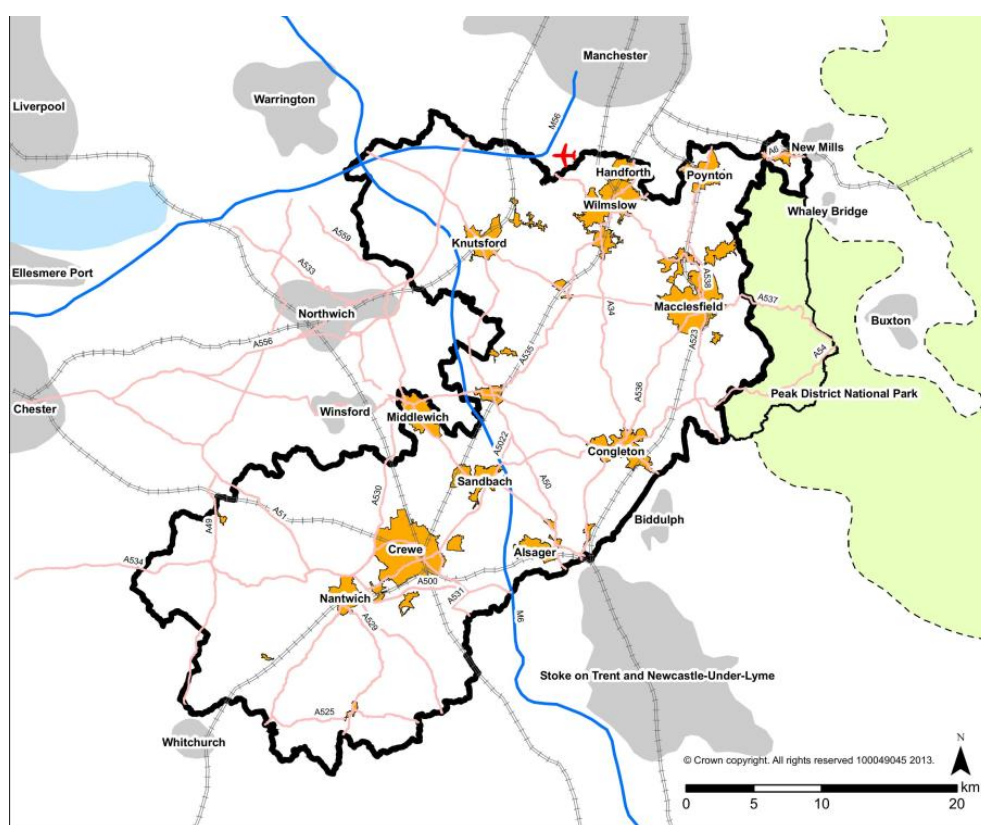 Manchester
Liverpool
Warrington
M56
A6
New Mills
Handforth
Poynton
Wilmslow
Whaley Bridge
A559
Knutsford
A533
Ellesmere Port
A538
A537
Northwich
Macclesfield
A34
Buxton
A556
A535
A523
A54
Peak District National Park
A536
Chester
Winsford
Middlewich
A5022
Congleton
Sandbach
A50
A530
Biddulph
A49
A51
Crewe
Alsager
A534
A500
Nantwich
A531
A529
M6
Stoke on Trent and Newcastle-Under-Lyme
A525
Whitchurch
N
© Crown copyright. All rights reserved 100049045 2013.
km
0 5 10 20